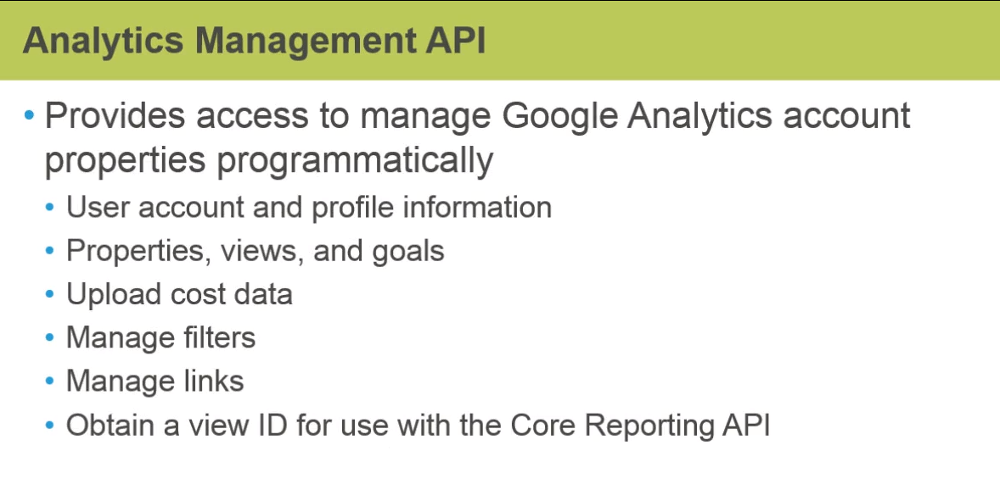 Analytics Management API
• Provides access to manage Google Analytics account
properties programmatically
• User account and profile information
• Properties, views, and goals
• Upload cost data
• Manage filters
• Manage links
• Obtain a view ID for use with the Core Reporting API